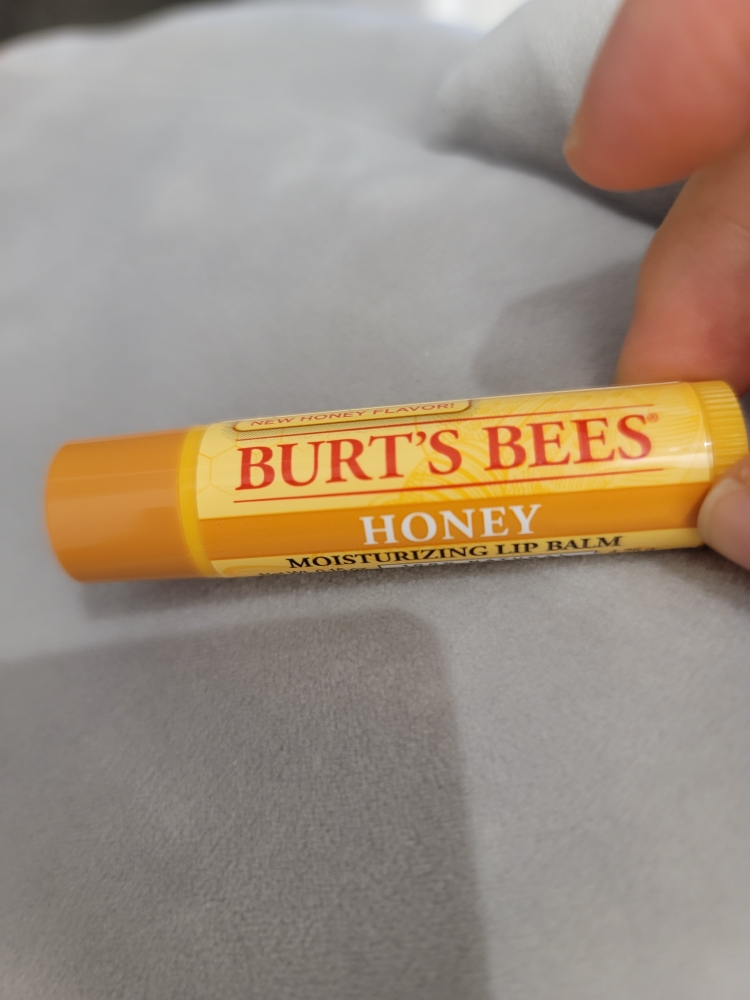 NEW HONEY FLAVOR!
BURT'S BEES®
HONEY
MOISTURIZING LIP BALM